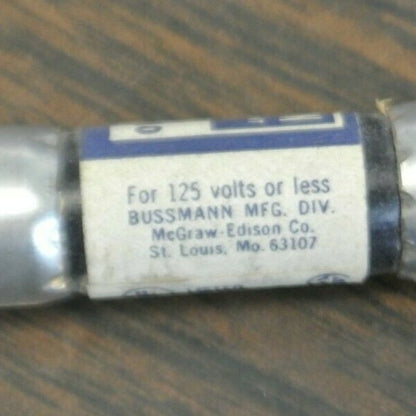 For 125 volts or less
BUSSMANN MFG. DIV.
McGraw-Edison Co.
St. Louis, Mo. 63107